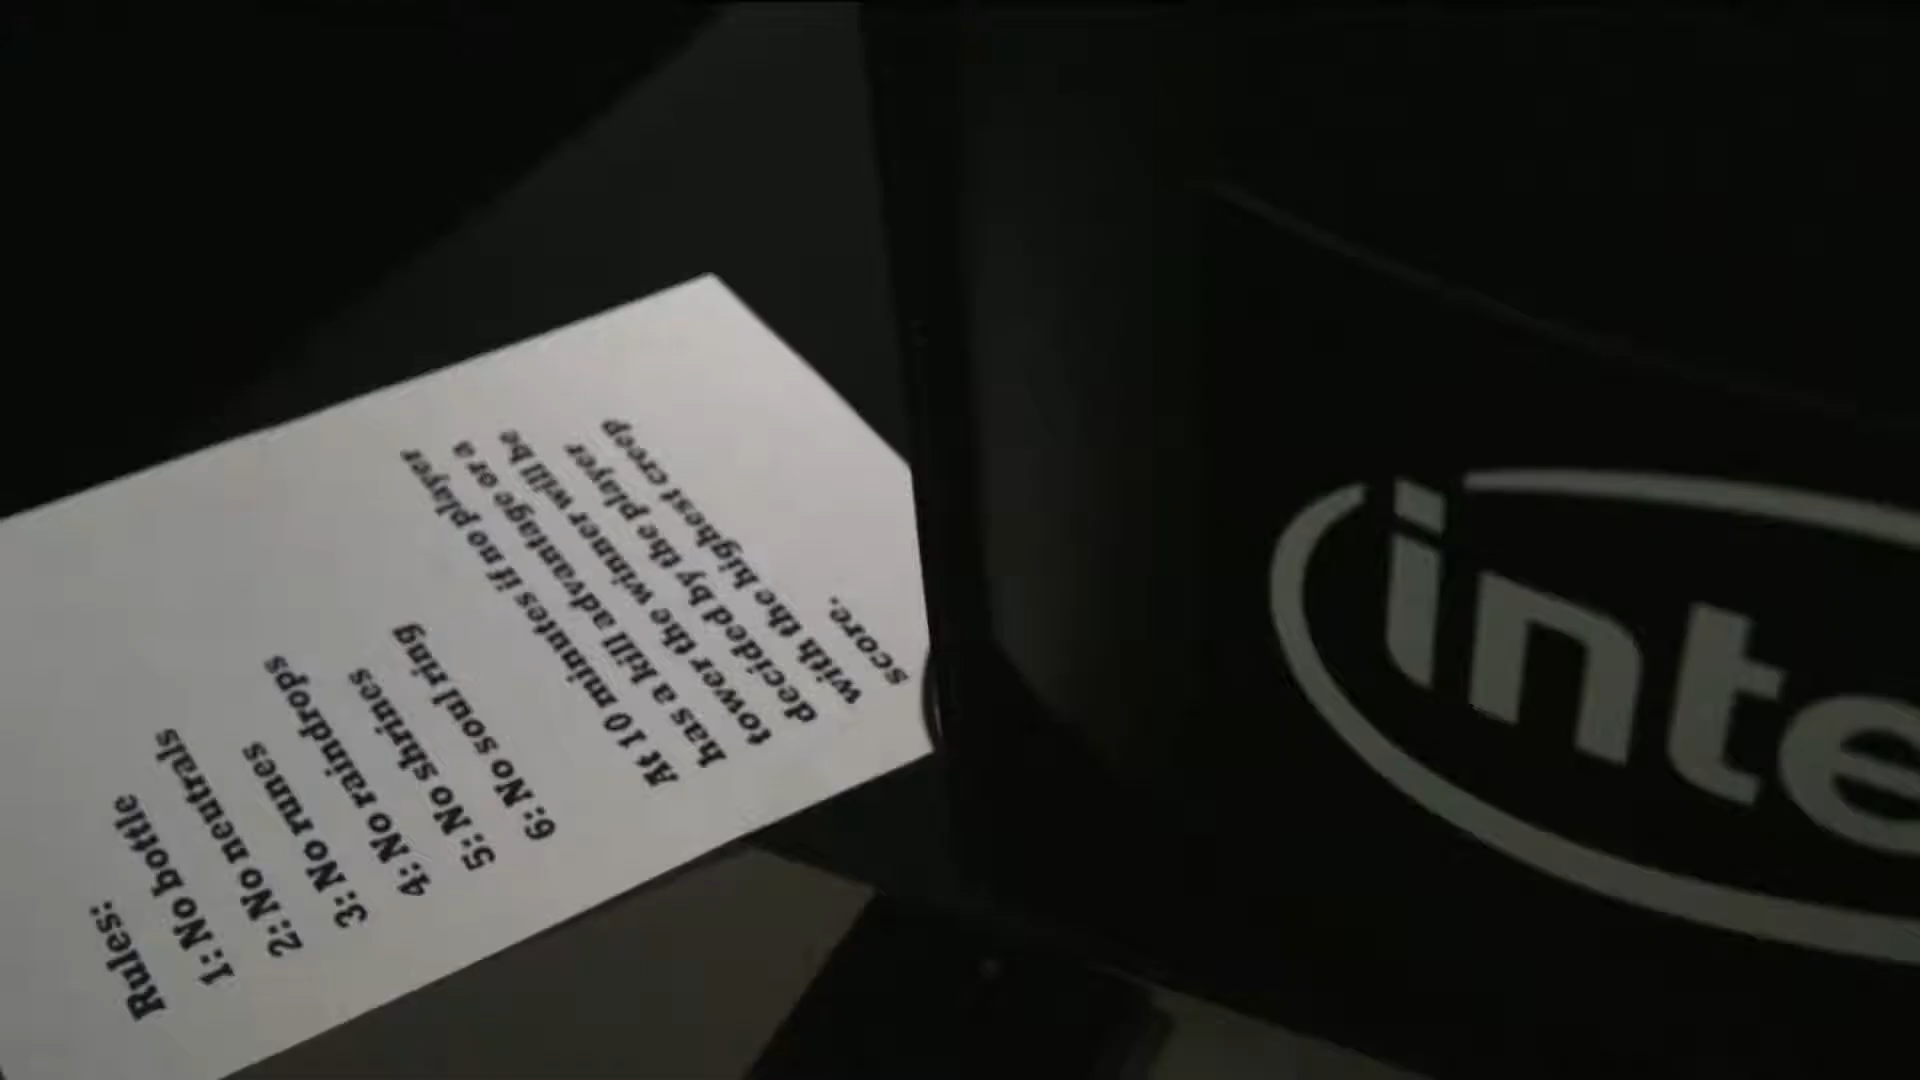 Rules:
1: No bottle
2: No neutrals
3: No runes
4: No raindrops
5: No shrines
6: No soul ring
At 10 minutes if no player
has a kill advantage or a
tower the winner will be
decided by the player
with the highest creep
score.
inte